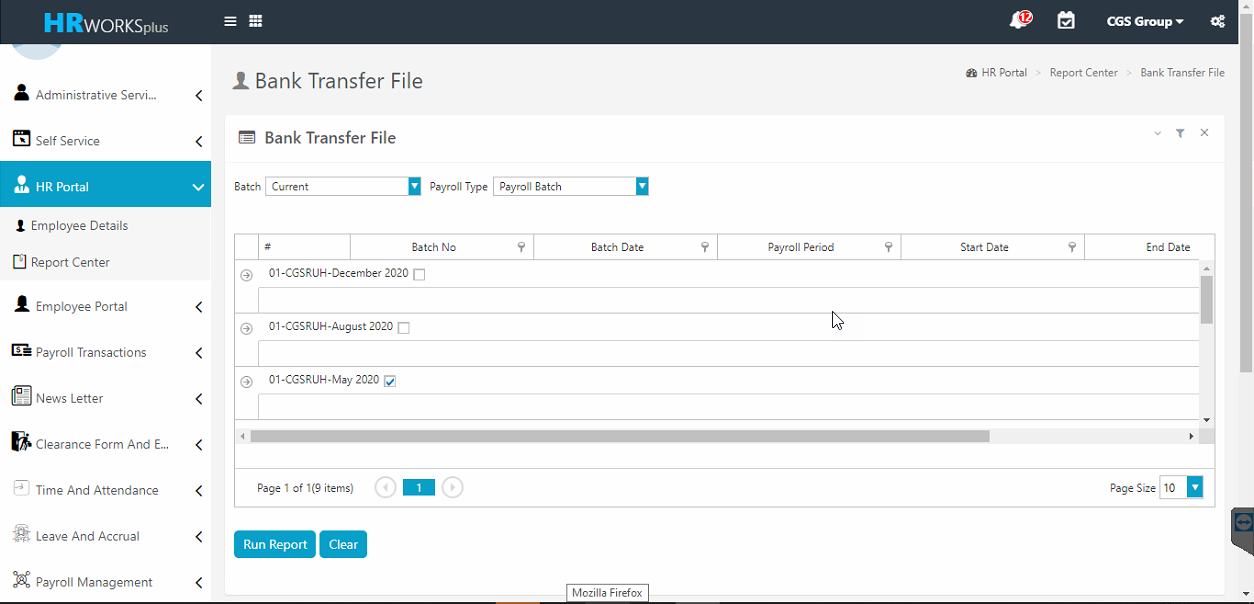 HRWORKSplus
12
CGS Group
Bank Transfer File
HR Portal > Report Center > Bank Transfer File
Administrative Servi...
Self Service
HR Portal
Employee Details
Report Center
Employee Portal
Payroll Transactions
News Letter
Clearance Form And E...
Time And Attendance
Leave And Accrual
Payroll Management
Bank Transfer File
Batch Current Payroll Type Payroll Batch
# Batch No Batch Date Payroll Period Start Date End Date
01-CGSRUH-December 2020
01-CGSRUH-August 2020
01-CGSRUH-May 2020
Page 1 of 1(9 items) 1 Page Size 10
Run Report Clear
Mozilla Firefox